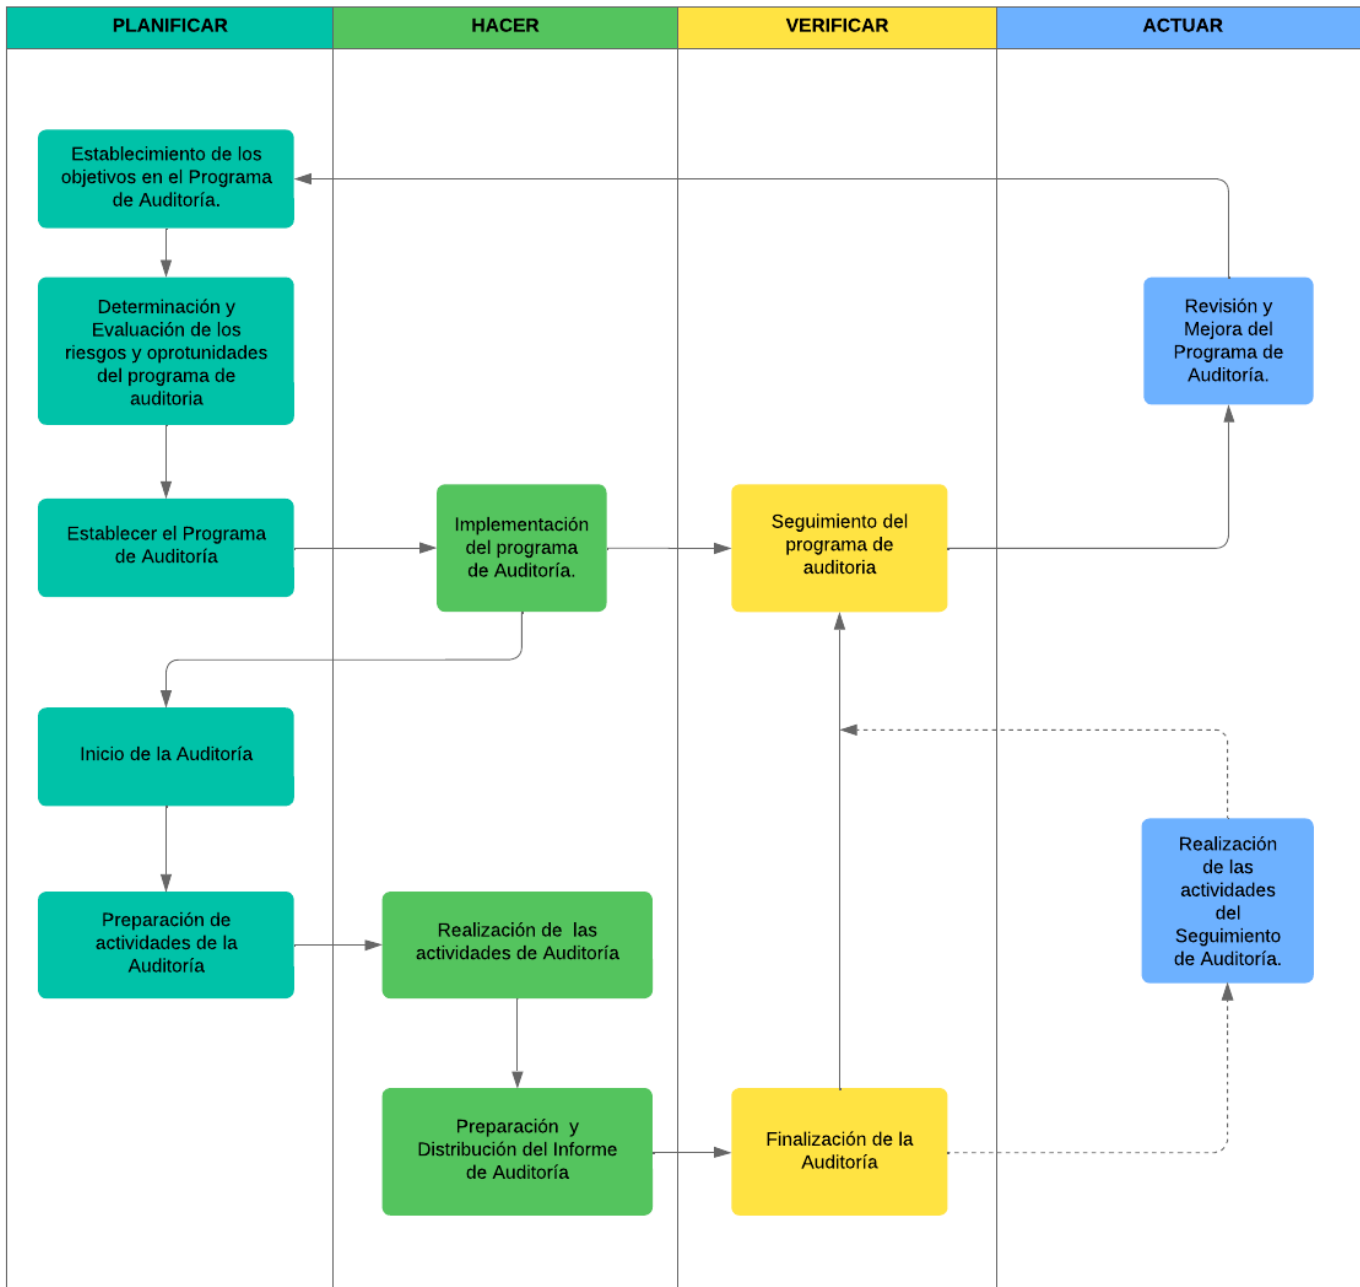 PLANIFICAR
HACER
VERIFICAR
ACTUAR
Establecimiento de los
objetivos en el Programa
de Auditoría.
Determinación y
Evaluación de los
riesgos y oprotunidades
del programa de
auditoria
Revisión y
Mejora del
Programa de
Auditoría.
Establecer el Programa
de Auditoría
Implementación
del programa
de Auditoría.
Seguimiento del
programa de
auditoria
Inicio de la Auditoría
Preparación de
actividades de la
Auditoría
Realización de las
actividades de Auditoría
Realización
de las
actividades
del
Seguimiento
de Auditoría.
Preparación y
Distribución del Informe
de Auditoría
Finalización de la
Auditoría